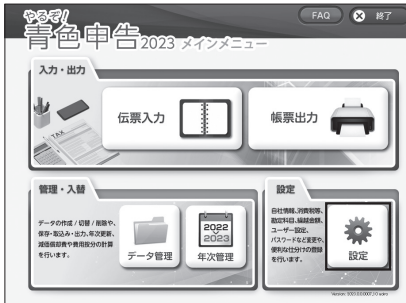 やるぞ!
青色申告2023 メインメニュー
FAQ
終了
入力・出力
TAX
伝票入力
帳票出力
管理・入替
データの作成 / 切替 / 削除や、
保存・取込み・出力、年次更新、
減価償却費や費用按分の計算
を行います。
データ管理
2022
2023
年次管理
設定
自社情報、消費税等、
勘定科目、繰越金額、
ユーザー設定、
パスワードなど変更や、
便利な仕分けの登録
を行います。
設定